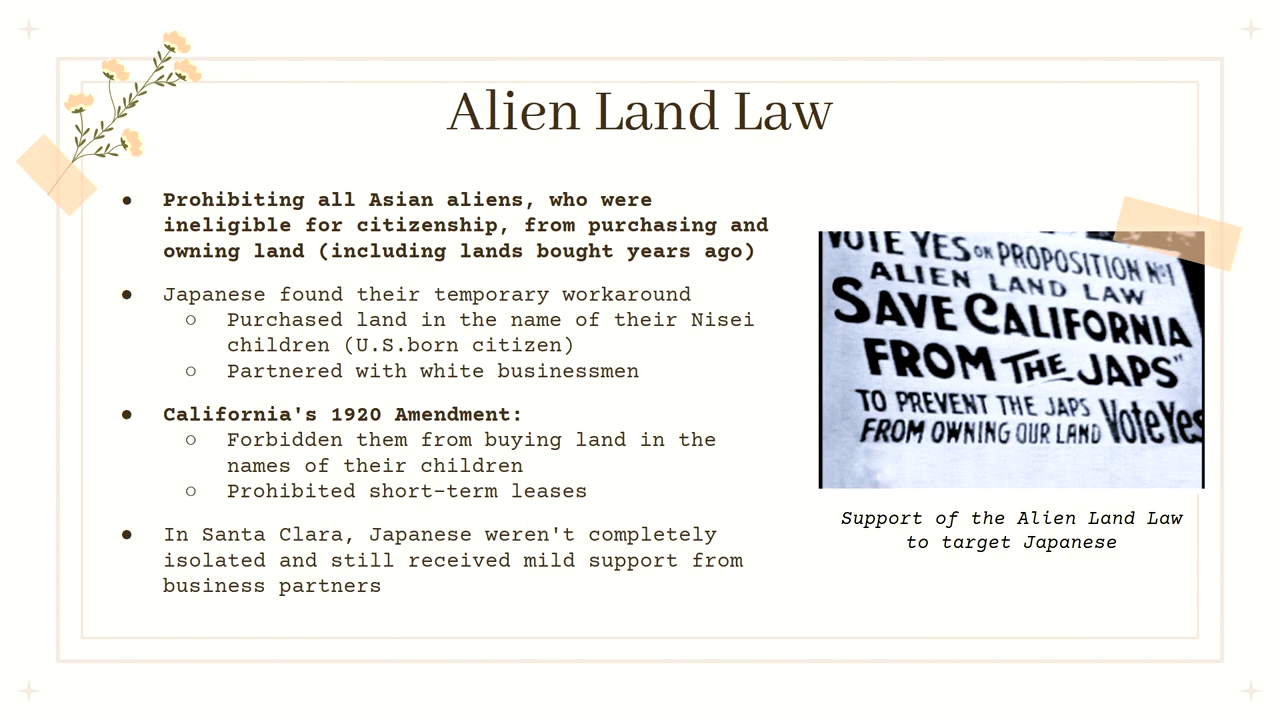 Alien Land Law
● Prohibiting all Asian aliens, who were
ineligible for citizenship, from purchasing and
owning land (including lands bought years ago)
● Japanese found their temporary workaround
○ Purchased land in the name of their Nisei
children (U.S.born citizen)
○ Partnered with white businessmen
● California's 1920 Amendment:
○ Forbidden them from buying land in the
names of their children
○ Prohibited short-term leases
● In Santa Clara, Japanese weren't completely
isolated and still received mild support from
business partners
VOTE YES ON PROPOSITION No1
ALIEN LAND LAW
SAVE CALIFORNIA
FROM THE JAPS"
TO PREVENT THE JAPS Vote Yes
FROM OWNING OUR LAND
Support of the Alien Land Law
to target Japanese